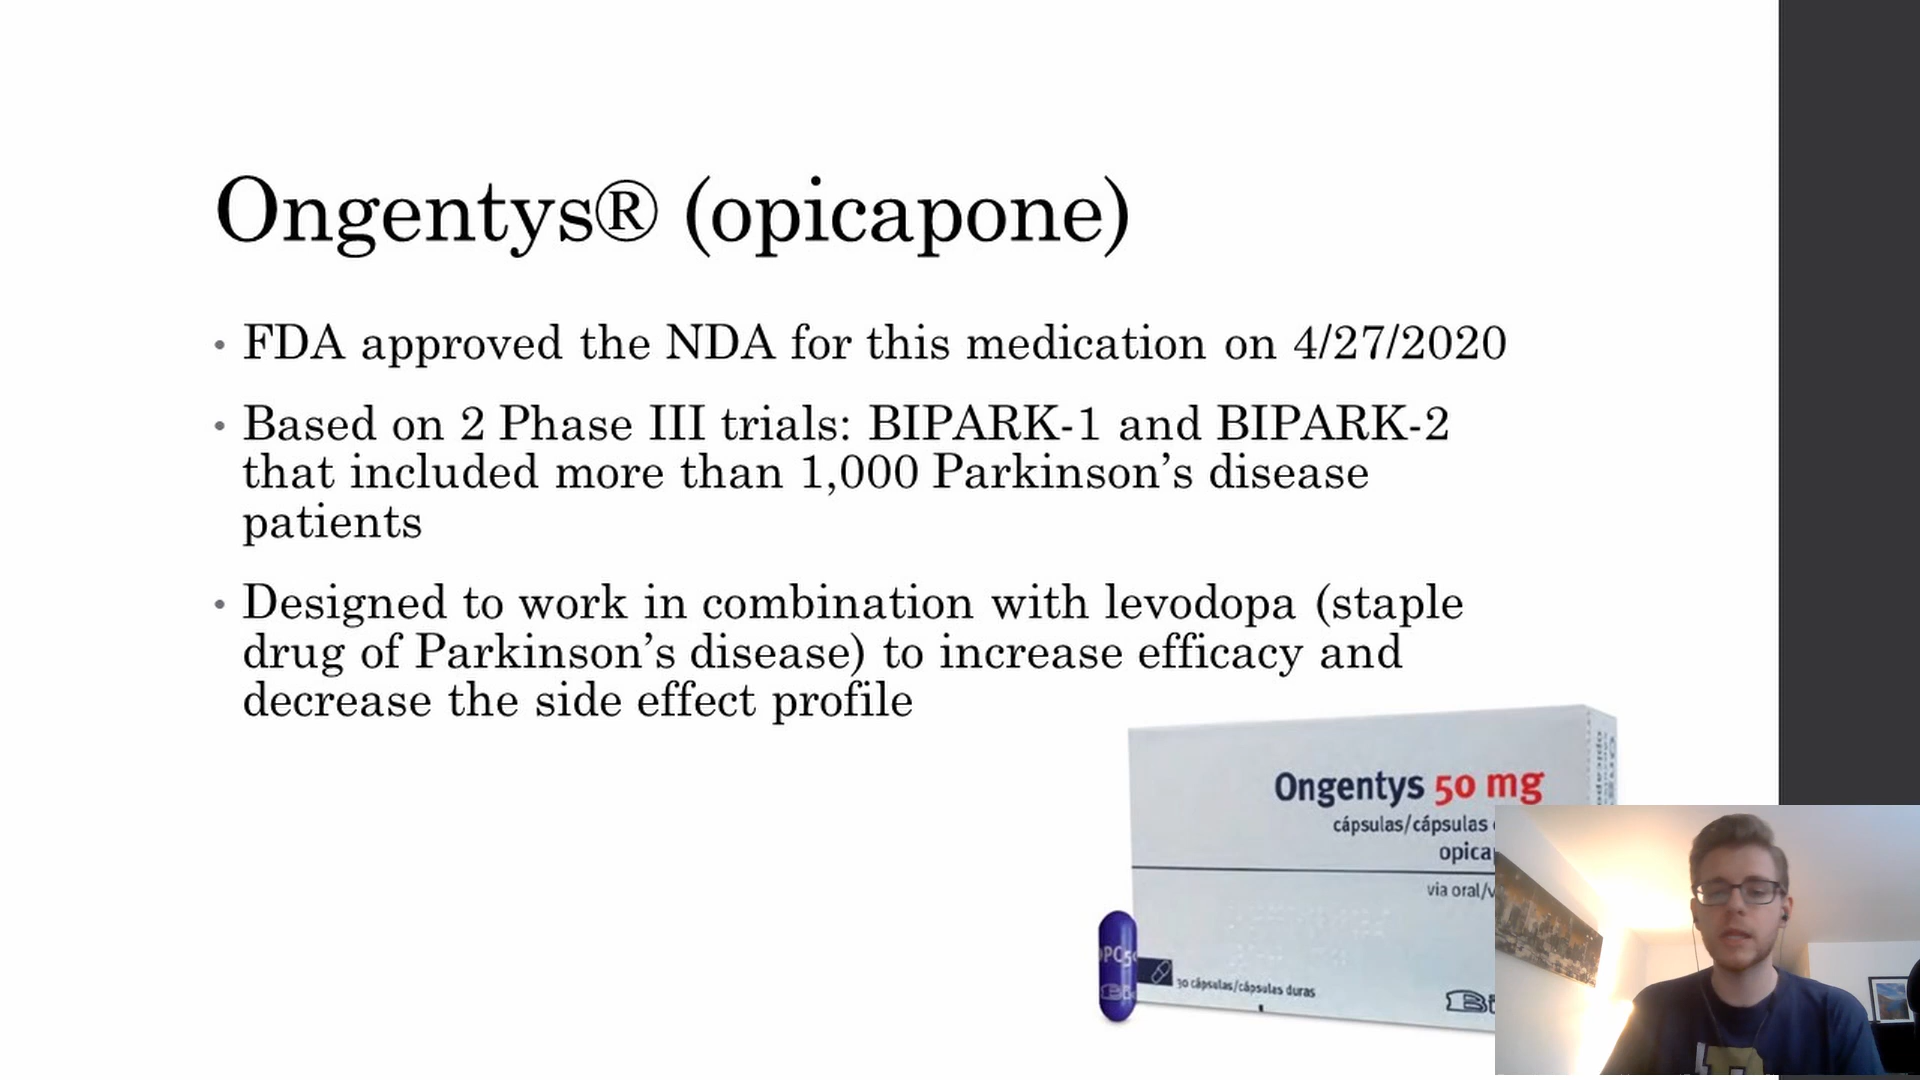 Ongentys® (opicapone)
• FDA approved the NDA for this medication on 4/27/2020
• Based on 2 Phase III trials: BIPARK-1 and BIPARK-2
that included more than 1,000 Parkinson’s disease
patients
• Designed to work in combination with levodopa (staple
drug of Parkinson’s disease) to increase efficacy and
decrease the side effect profile
Ongentys 50 mg
cápsulas/cápsulas
opica
via oral/v
30 cápsulas/cápsulas duras